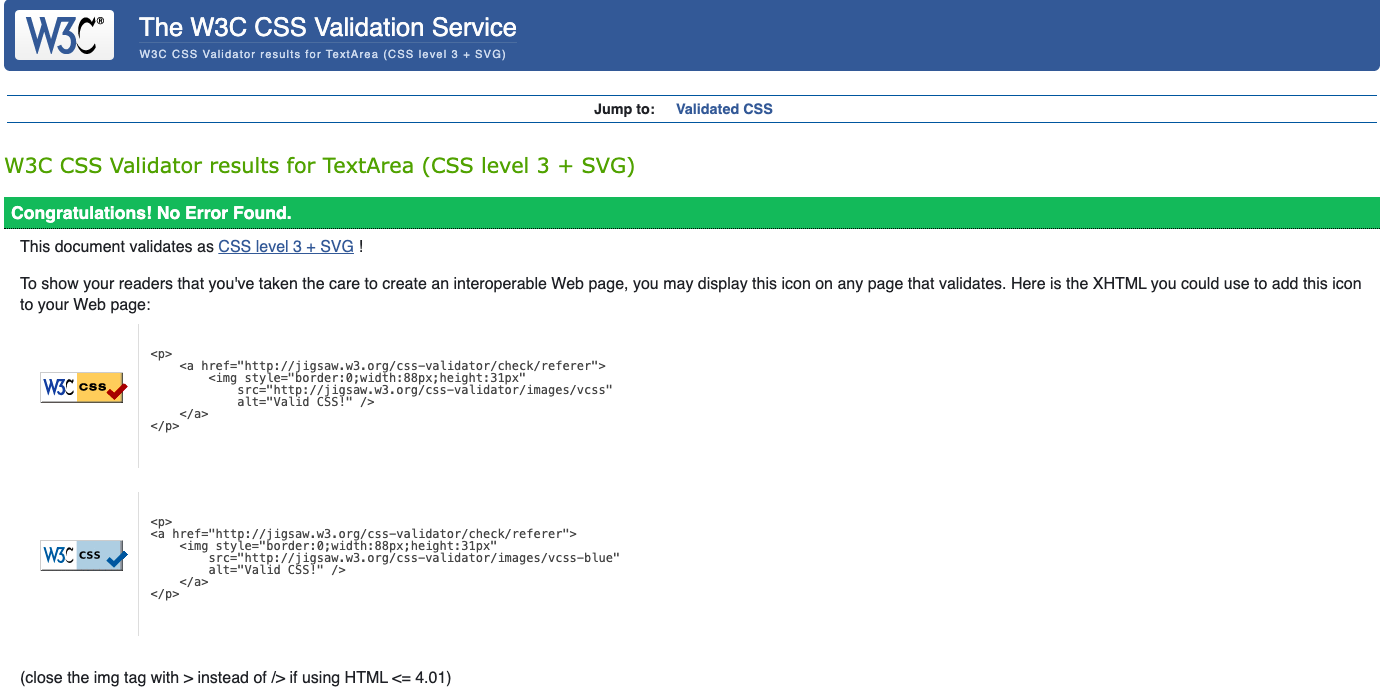 W3C® The W3C CSS Validation Service
W3C CSS Validator results for TextArea (CSS level 3 + SVG)
Jump to: Validated CSS
W3C CSS Validator results for TextArea (CSS level 3 + SVG)
Congratulations! No Error Found.
This document validates as CSS level 3 + SVG !
To show your readers that you've taken the care to create an interoperable Web page, you may display this icon on any page that validates. Here is the XHTML you could use to add this icon
to your Web page:
W3C css
<p>
    <a href="http://jigsaw.w3.org/css-validator/check/referer">
        <img style="border:0;width:88px;height:31px"
            src="http://jigsaw.w3.org/css-validator/images/vcss"
            alt="Valid CSS!" />
    </a>
</p>
W3C css
<p>
<a href="http://jigsaw.w3.org/css-validator/check/referer">
    <img style="border:0;width:88px;height:31px"
        src="http://jigsaw.w3.org/css-validator/images/vcss-blue"
        alt="Valid CSS!" />
    </a>
</p>
(close the img tag with > instead of /> if using HTML <= 4.01)